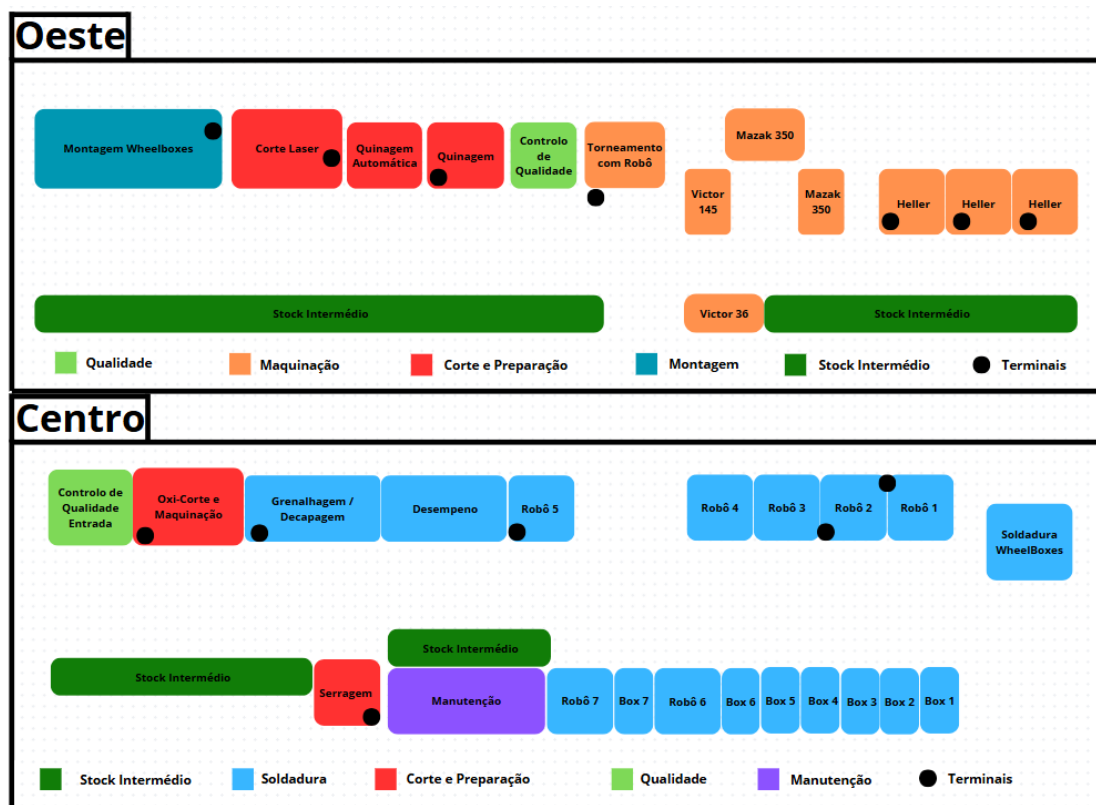 Oeste
Montagem Wheelboxes
Corte Laser
Quinagem
Automática
Quinagem
Controlo
de
Qualidade
Torneamento
com Robô
Mazak 350
Victor
145
Mazak
350
Heller
Heller
Heller
Stock Intermédio
Victor 36
Stock Intermédio
Qualidade
Maquinação
Corte e Preparação
Montagem
Stock Intermédio
Terminais
Centro
Controlo de
Qualidade
Entrada
Oxi-Corte e
Maquinação
Grenalhagem /
Decapagem
Desempeno
Robô 5
Robô 4
Robô 3
Robô 2
Robô 1
Soldadura
WheelBoxes
Stock Intermédio
Serragem
Stock Intermédio
Manutenção
Robô 7
Box 7
Robô 6
Box 6
Box 5
Box 4
Box 3
Box 2
Box 1
Stock Intermédio
Soldadura
Corte e Preparação
Qualidade
Manutenção
Terminais